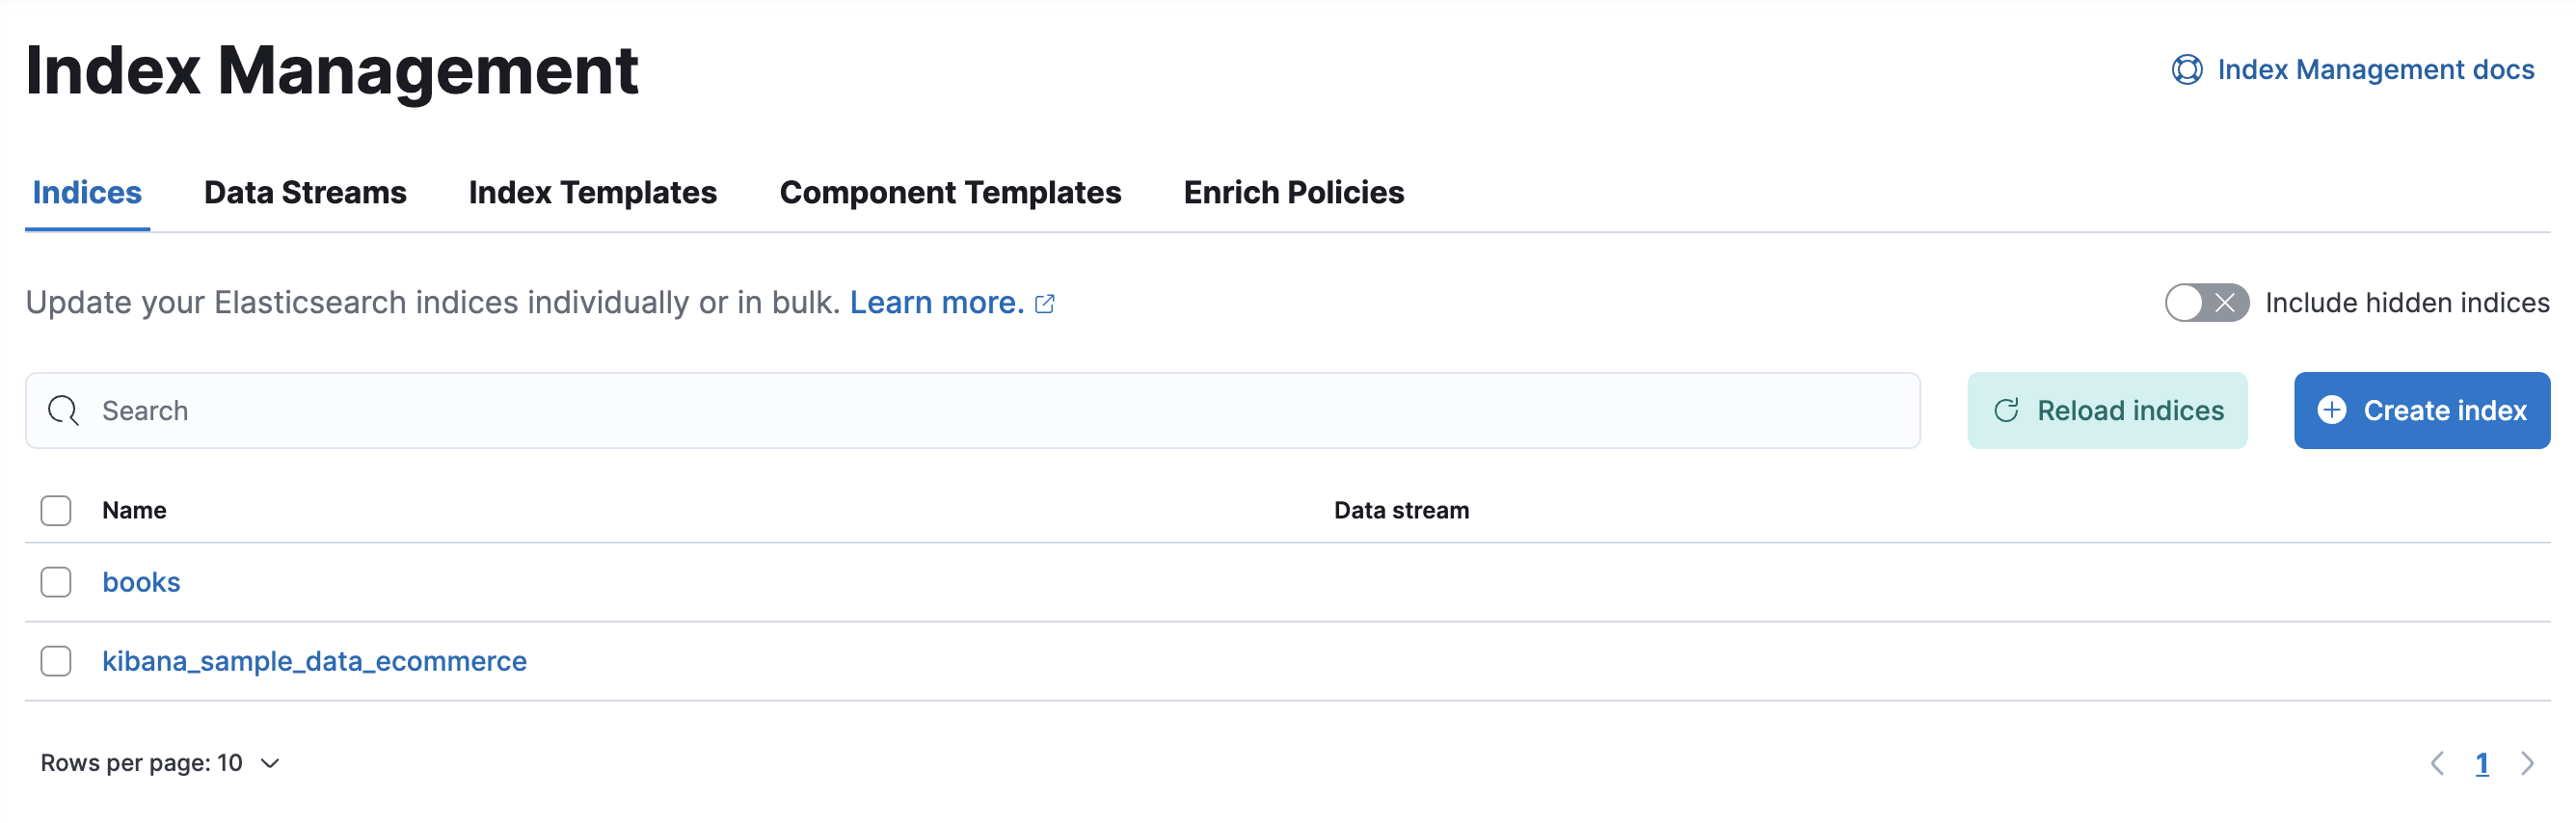 Index Management
Index Management docs
Indices Data Streams Index Templates Component Templates Enrich Policies
Update your Elasticsearch indices individually or in bulk. Learn more.
Include hidden indices
Search
Reload indices
Create index
Name Data stream
books
kibana_sample_data_ecommerce
Rows per page: 10
1